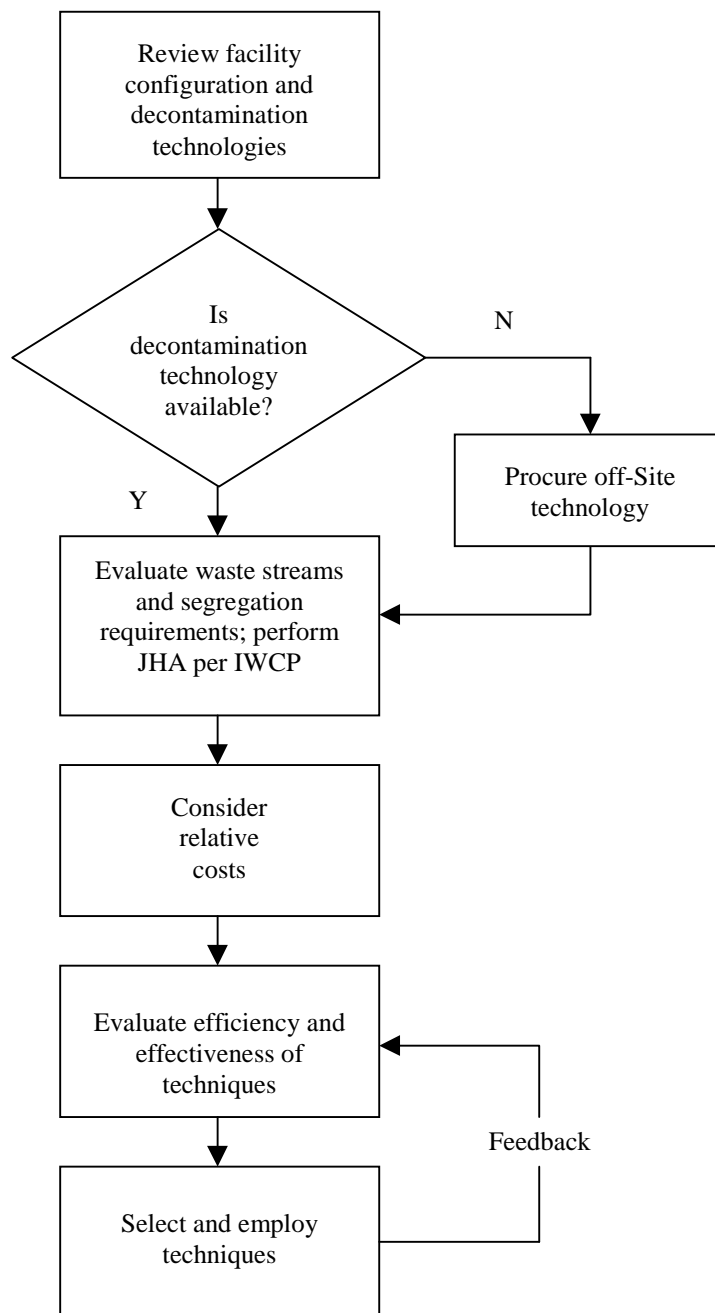 Review facility
configuration and
decontamination
technologies
Is
decontamination
technology
available?
N
Procure off-Site
technology
Y
Evaluate waste streams
and segregation
requirements; perform
JHA per IWCP
Consider
relative
costs
Evaluate efficiency and
effectiveness of
techniques
Feedback
Select and employ
techniques